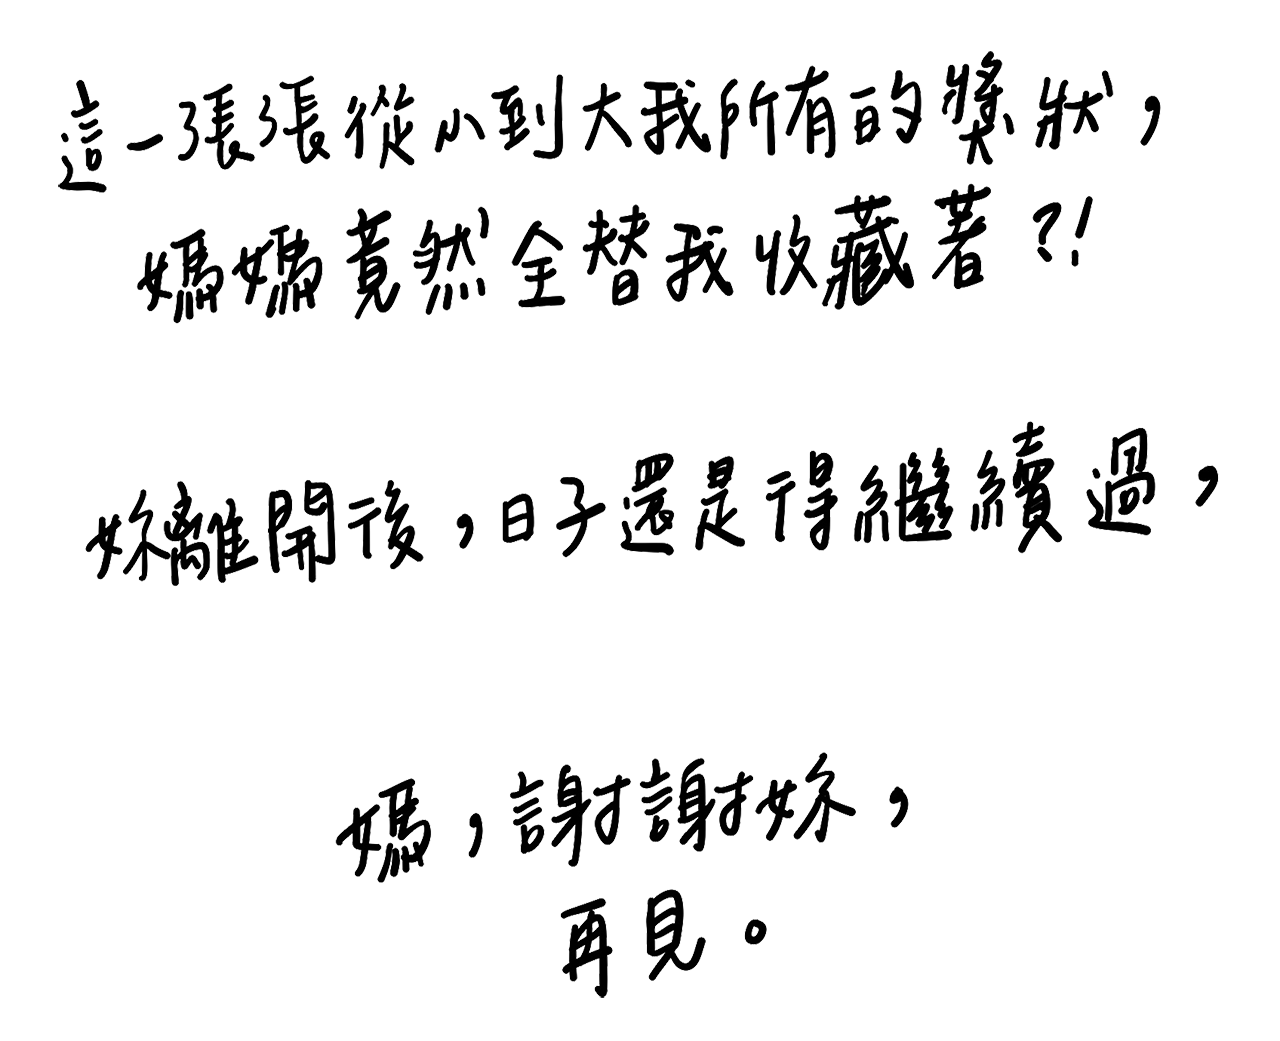 這一張張從小到大我所有的獎狀，
媽媽竟然全替我收藏著？！
妳離開後，日子還是得繼續過，
媽，謝謝妳，
再見。